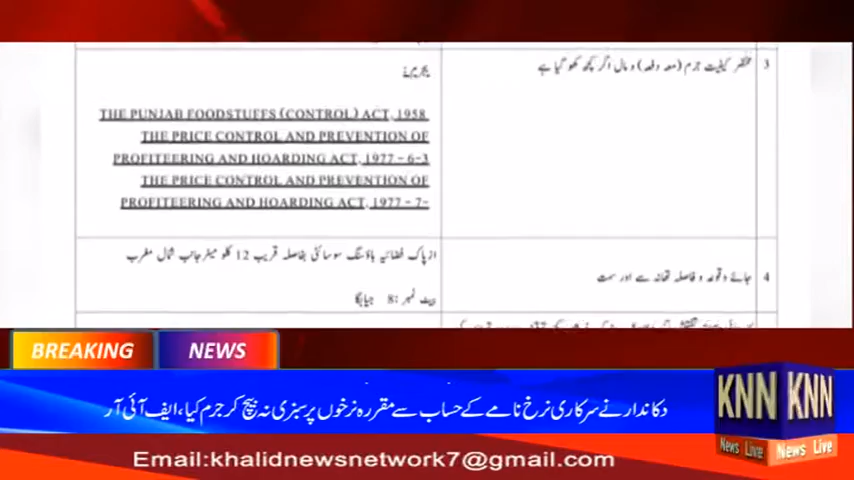 3 مختصر کیفیت جرم (معہ دفعہ) و مال اگر کچھ کھو گیا ہے
THE PUNJAB FOODSTUFFS (CONTROL) ACT, 1958
THE PRICE CONTROL AND PREVENTION OF
PROFITEERING AND HOARDING ACT, 1977 - 6-3
THE PRICE CONTROL AND PREVENTION OF
PROFITEERING AND HOARDING ACT, 1977 - 7-
4 جائے وقوعہ و فاصلہ تھانہ سے اور سمت
از پاک فضائیہ ہاؤسنگ سوسائٹی بفاصلہ قریب 12 کلو میٹر جانب شمال مغرب
بیٹ نمبر: 8 جیابگا
BREAKING NEWS
دکاندار نے سرکاری نرخ نامے کے حساب سے مقررہ نرخوں پر سبزی نہ بیچ کر جرم کیا، ایف آئی آر
KNN KNN
News Live News Live
Email:khalidnewsnetwork7@gmail.com